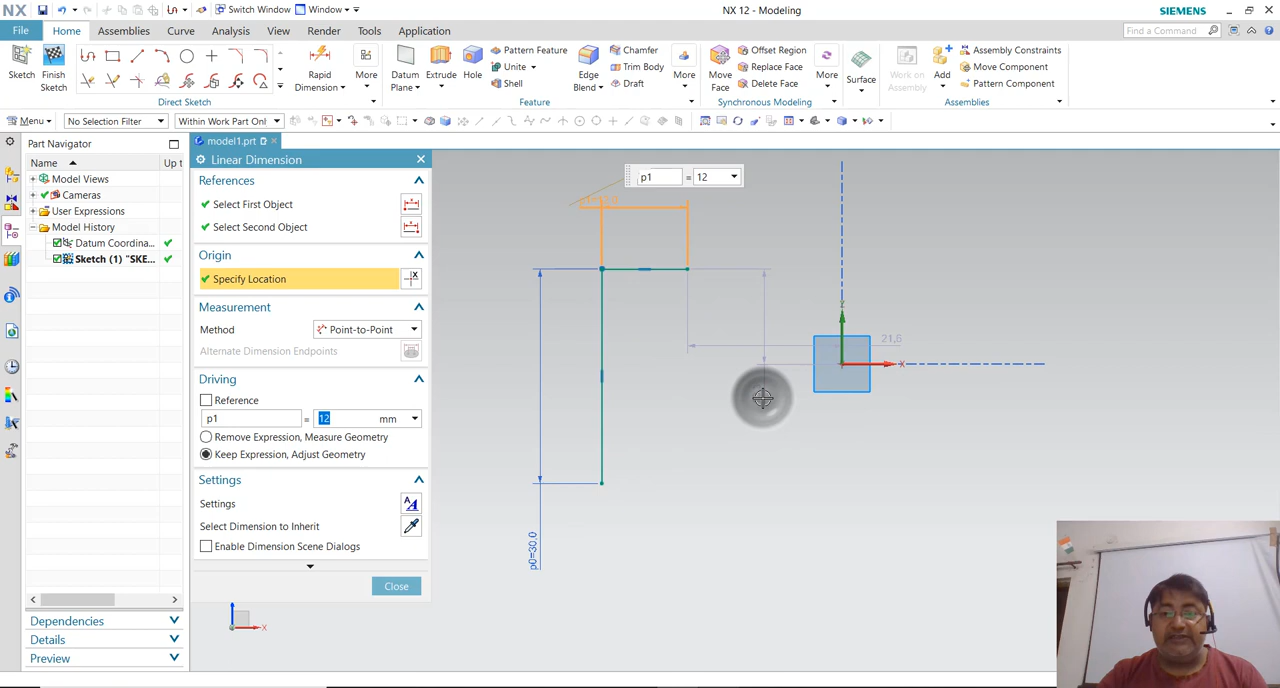 NX
Switch Window
Window
NX 12 - Modeling
SIEMENS
File
Home
Assemblies
Curve
Analysis
View
Render
Tools
Application
Find a Command
Sketch
Finish Sketch
Rapid Dimension
More
Direct Sketch
Datum Plane
Extrude
Hole
Pattern Feature
Unite
Shell
Edge Blend
Chamfer
Trim Body
Draft
More
Feature
Move Face
Offset Region
Replace Face
Delete Face
More
Synchronous Modeling
Surface
Work on Assembly
Add
Assembly Constraints
Move Component
Pattern Component
Assemblies
Menu
No Selection Filter
Within Work Part Only
Part Navigator
Name
Up t
Model Views
Cameras
User Expressions
Model History
Datum Coordina...
Sketch (1) "SKE...
Dependencies
Details
Preview
model1.prt
Linear Dimension
References
Select First Object
Select Second Object
Origin
Specify Location
Measurement
Method
Point-to-Point
Alternate Dimension Endpoints
Driving
Reference
p1
=
12
mm
Remove Expression, Measure Geometry
Keep Expression, Adjust Geometry
Settings
Settings
Select Dimension to Inherit
Enable Dimension Scene Dialogs
Close
p1
=
12
21,6
X
p0=30,0
X